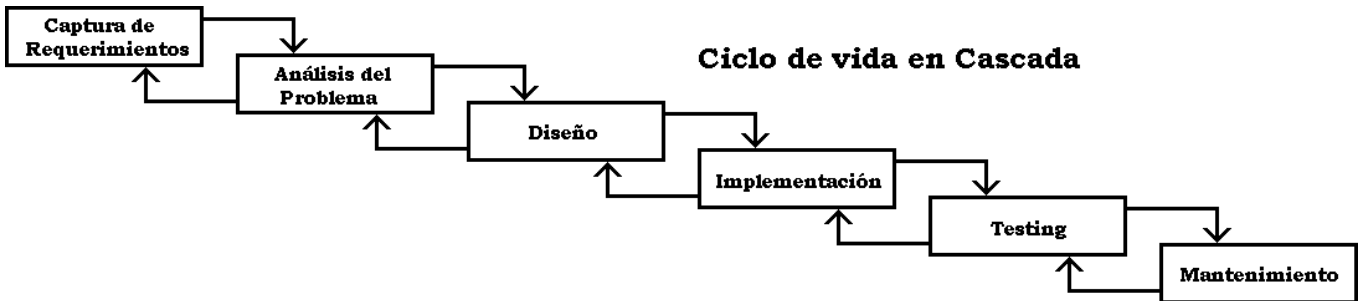 Captura de
Requerimientos
Ciclo de vida en Cascada
Análisis del
Problema
Diseño
Implementación
Testing
Mantenimiento